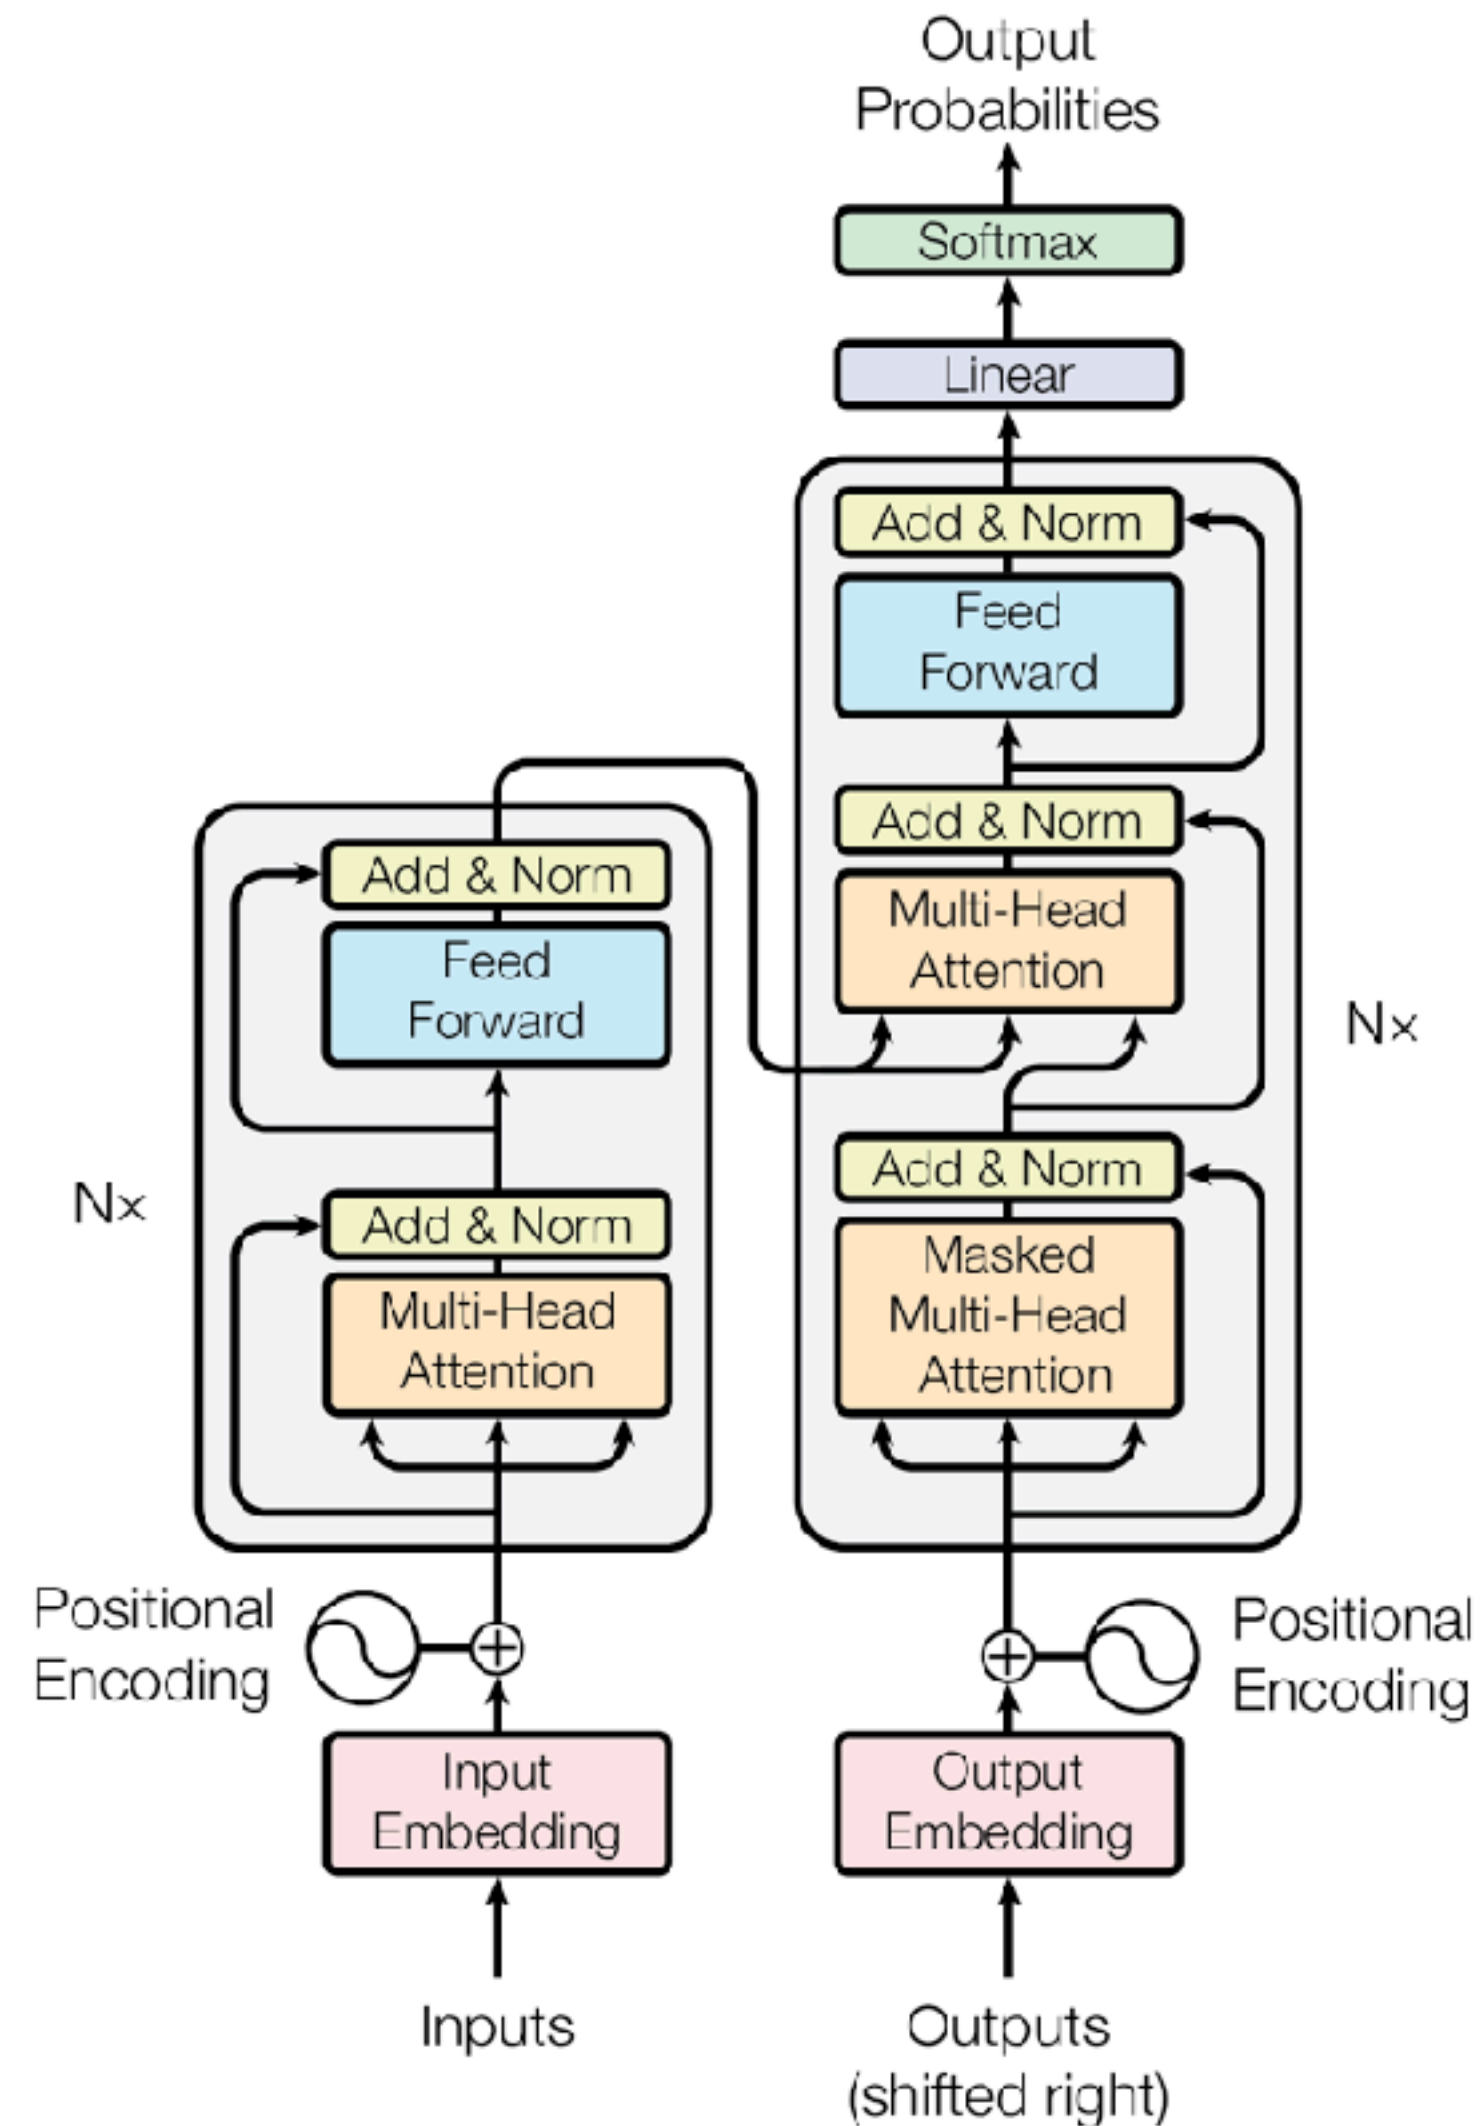 Output
Probabilities
Softmax
Linear
Add & Norm
Feed
Forward
Add & Norm
Multi-Head
Attention
Add & Norm
Masked
Multi-Head
Attention
Nx
Add & Norm
Feed
Forward
Add & Norm
Multi-Head
Attention
Nx
Positional
Encoding
Positional
Encoding
Input
Embedding
Output
Embedding
Inputs
Outputs
(shifted right)